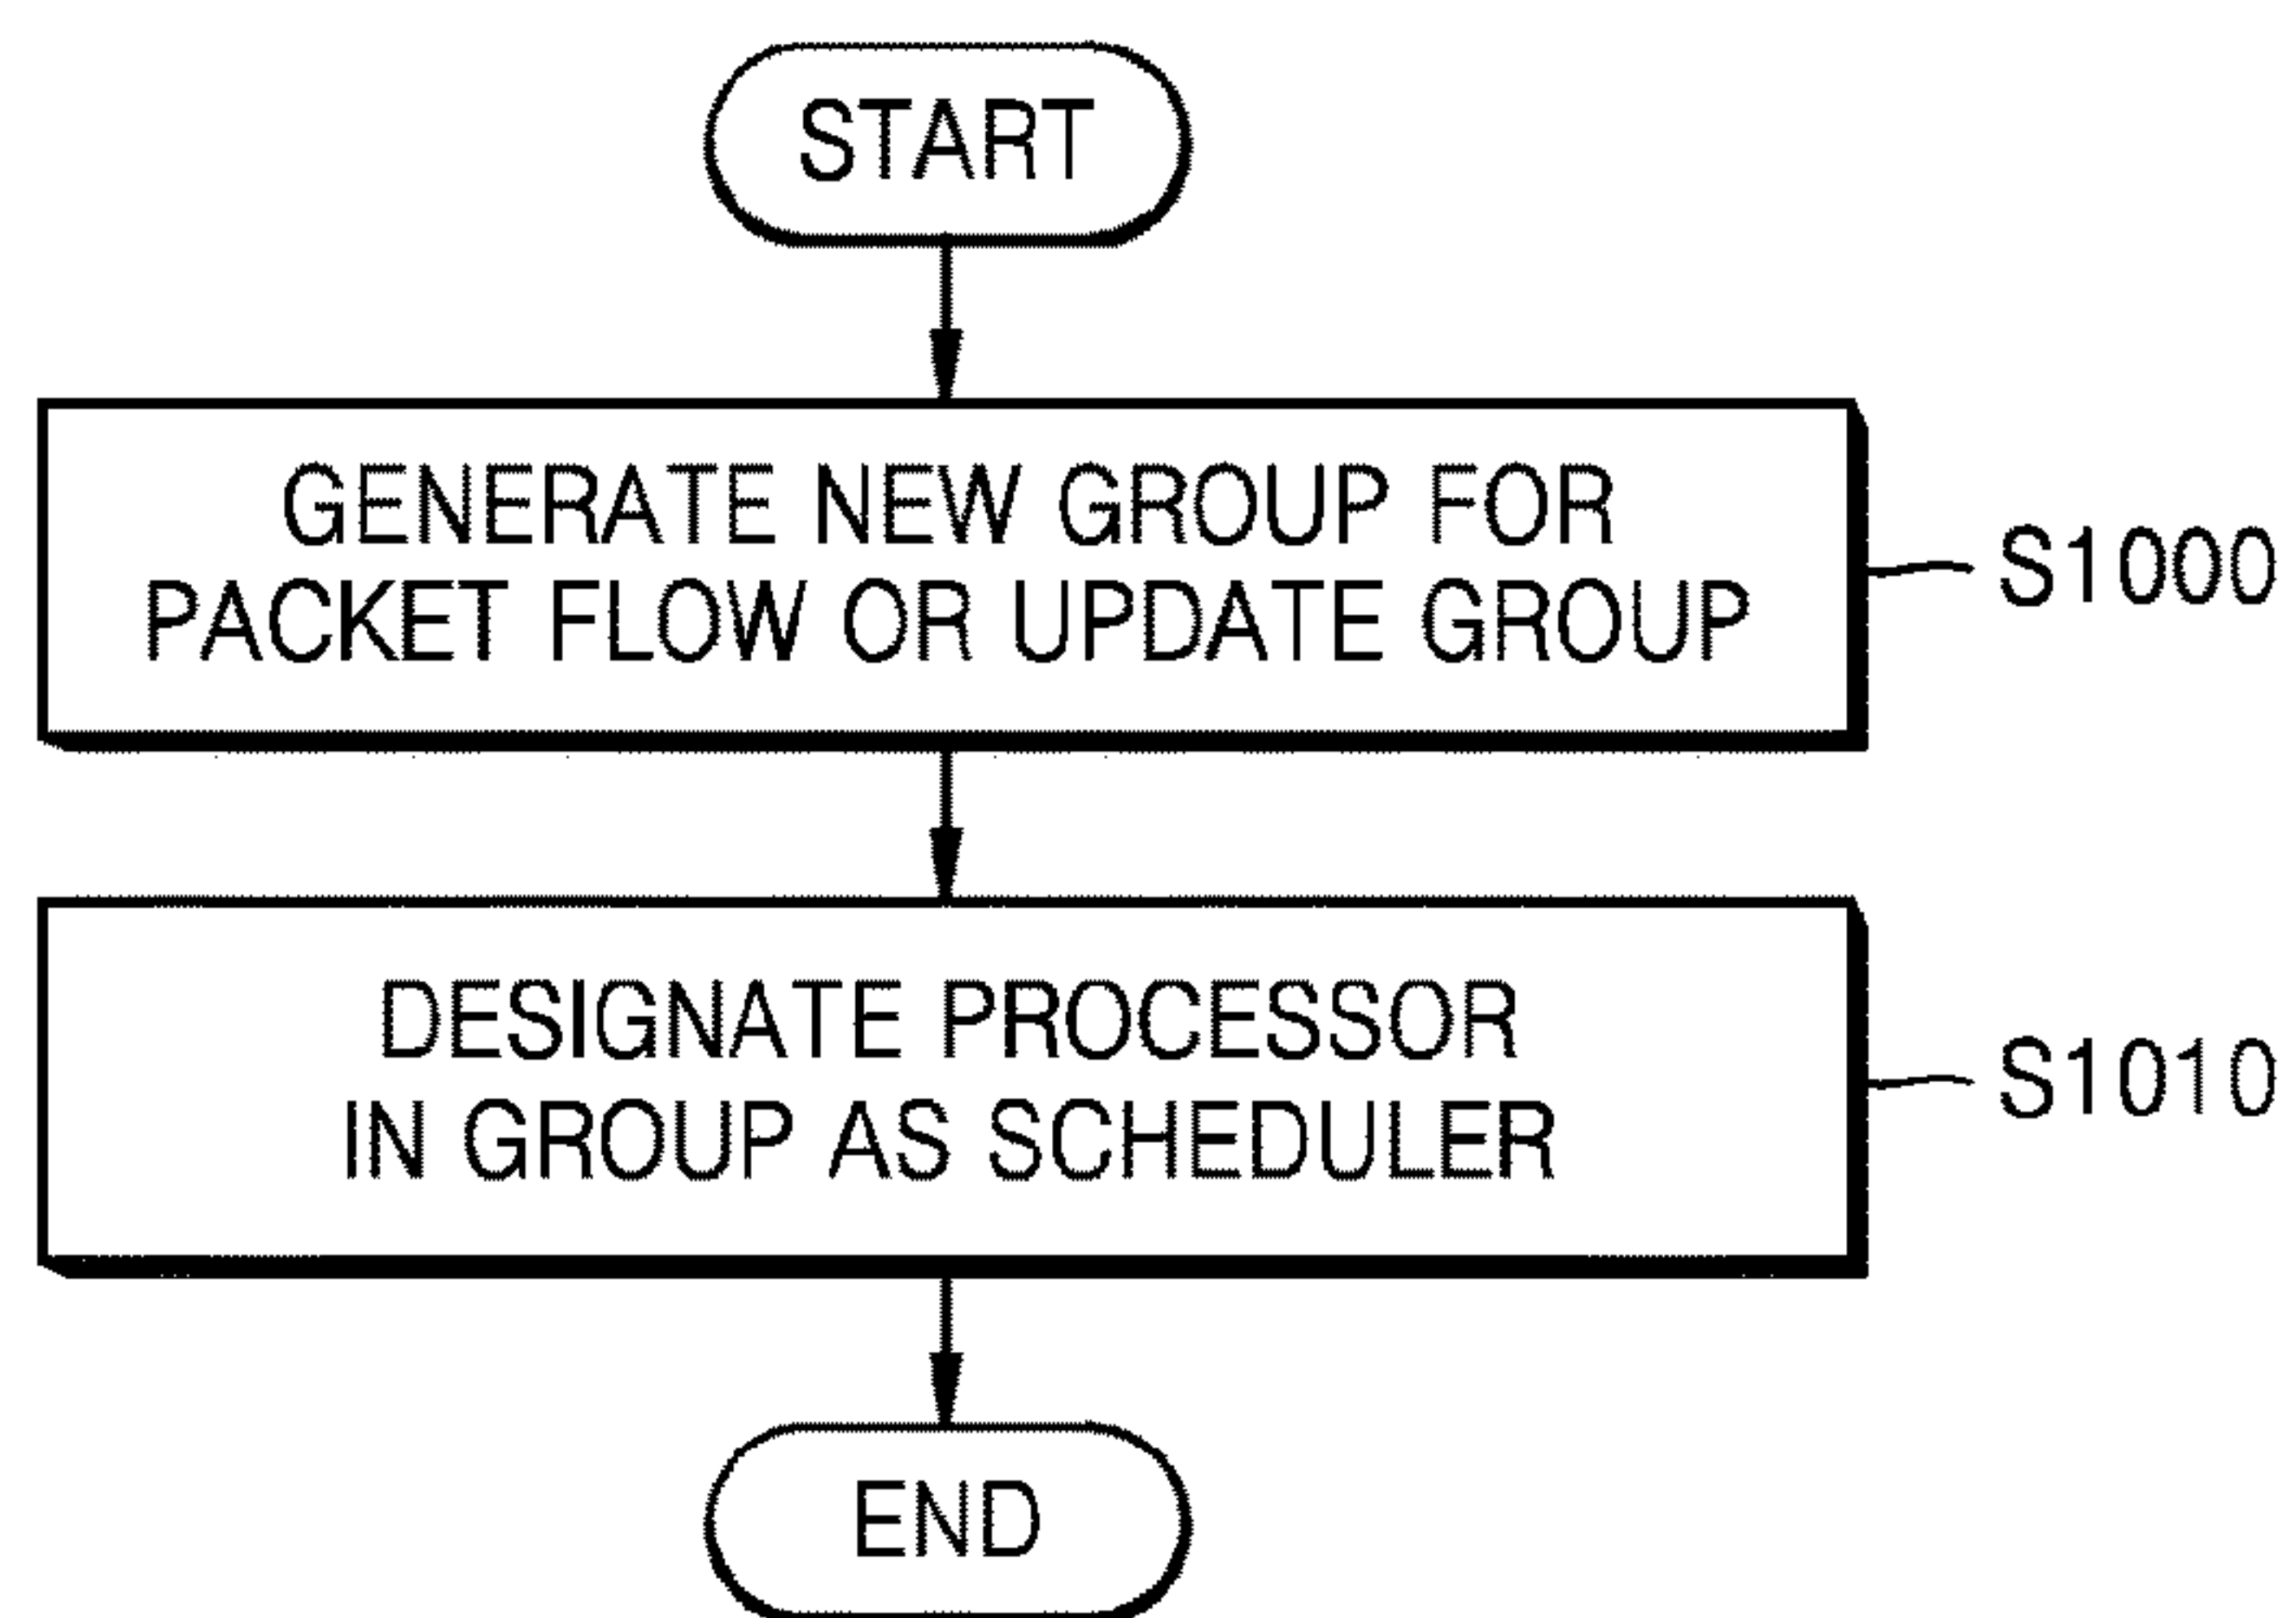 START
GENERATE NEW GROUP FOR
PACKET FLOW OR UPDATE GROUP
S1000
DESIGNATE PROCESSOR
IN GROUP AS SCHEDULER
S1010
END